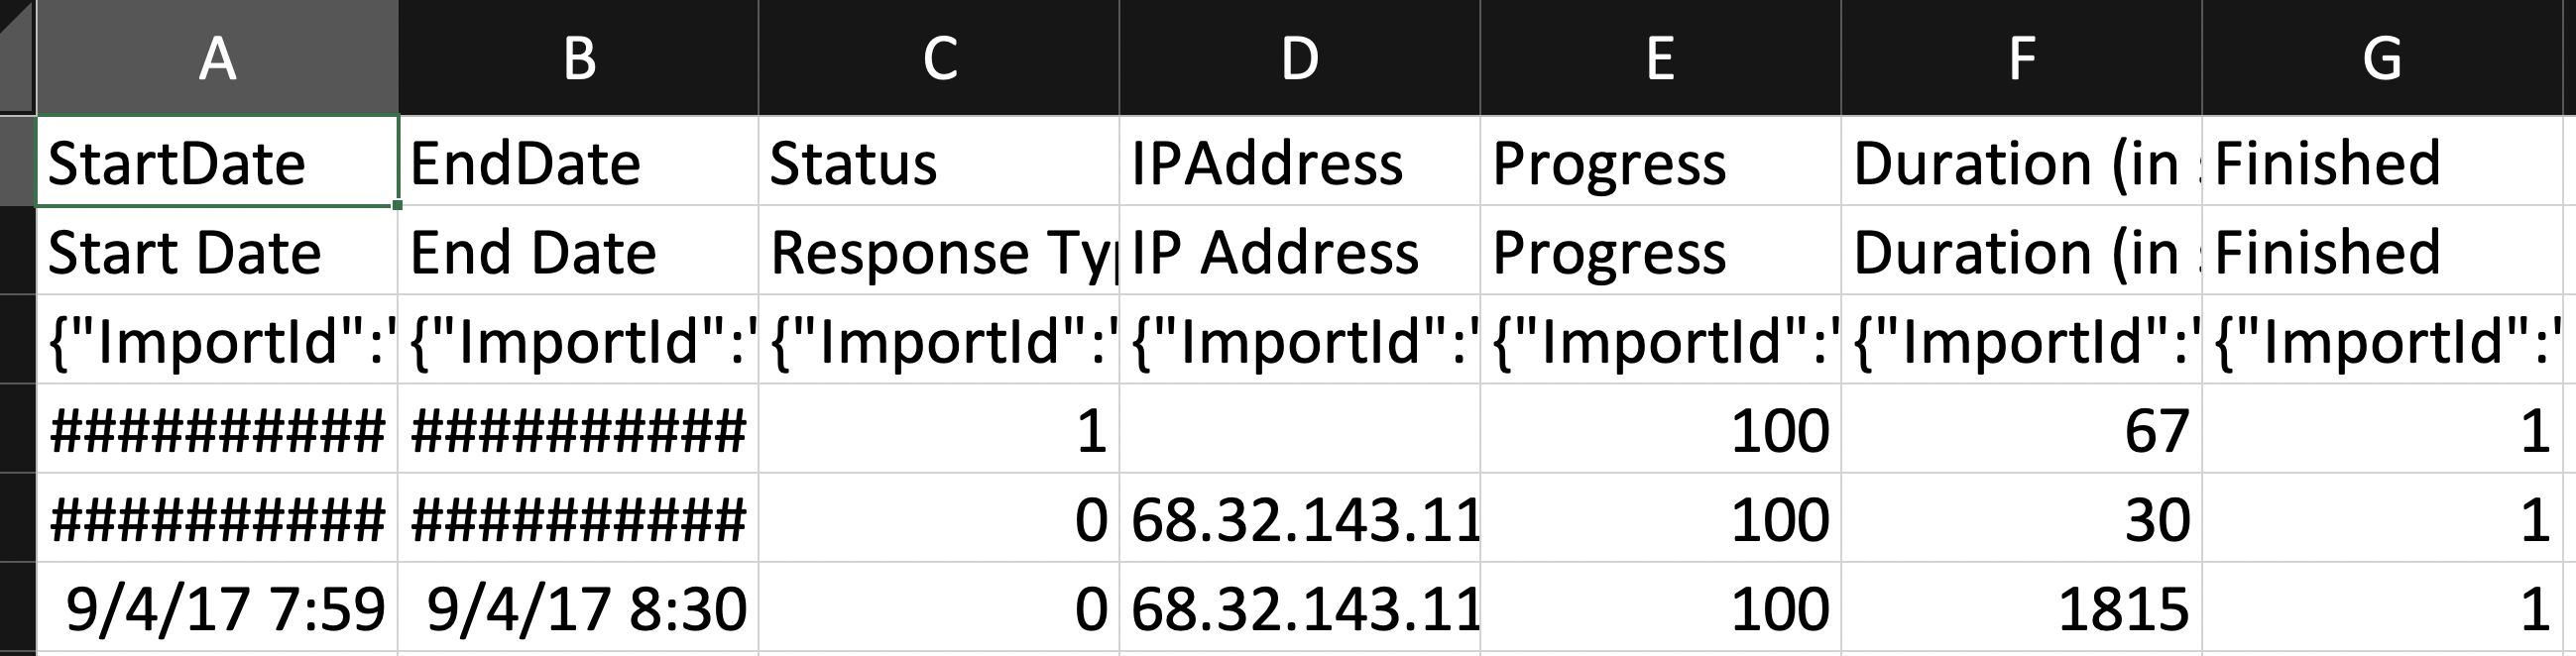 A B C D E F G
StartDate EndDate Status IPAddress Progress Duration (in Finished
Start Date End Date Response IP Address Progress Duration (in Finished
{"ImportId":" {"ImportId":" {"ImportId":" {"ImportId":" {"ImportId":" {"ImportId":" {"ImportId":"
########## ########## 1 100 67 1
########## ########## 0 68.32.143.11 100 30 1
9/4/17 7:59 9/4/17 8:30 0 68.32.143.11 100 1815 1